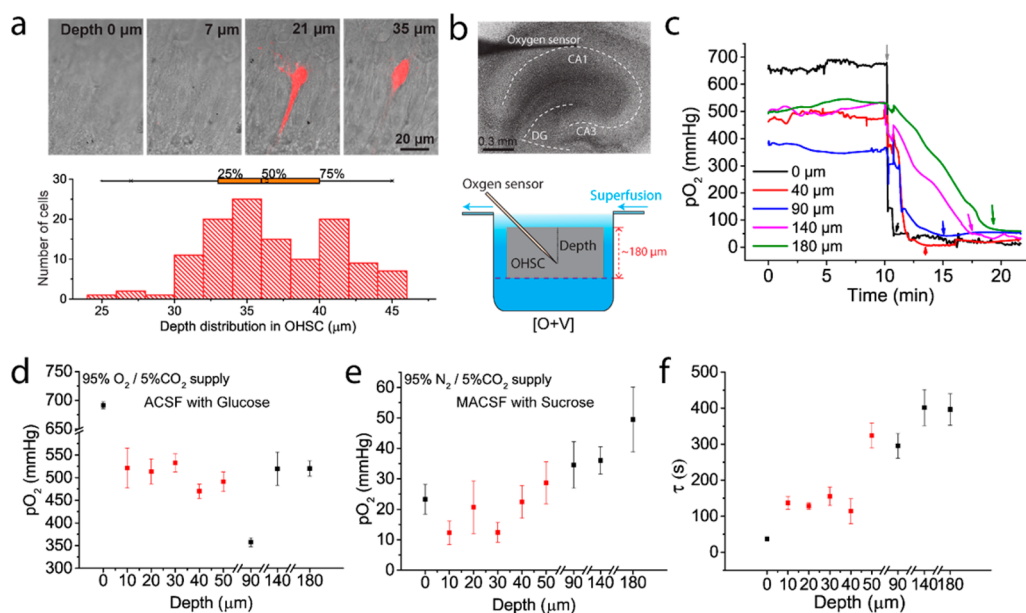 a
Depth 0 µm
7 µm
21 µm
35 µm
20 µm
25%
50%
75%
30
20
10
0
Number of cells
25
30
35
40
45
Depth distribution in OHSC (µm)
b
Oxygen sensor
CA1
DG
CA3
0.3 mm
Oxgen sensor
Superfusion
Depth
OHSC
~180 µm
[O+V]
c
700
600
500
400
300
200
100
0
pO₂ (mmHg)
0 µm
40 µm
90 µm
140 µm
180 µm
0
5
10
15
20
Time (min)
d
95% O₂ / 5%CO₂ supply
ACSF with Glucose
750
700
650
550
500
450
400
350
300
pO₂ (mmHg)
0 10 20 30 40 50 90 140 180
Depth (µm)
e
95% N₂ / 5%CO₂ supply
MACSF with Sucrose
60
50
40
30
20
10
0
pO₂ (mmHg)
0 10 20 30 40 50 90 140 180
Depth (µm)
f
500
400
300
200
100
0
τ (s)
0 10 20 30 40 50 90 140 180
Depth (µm)